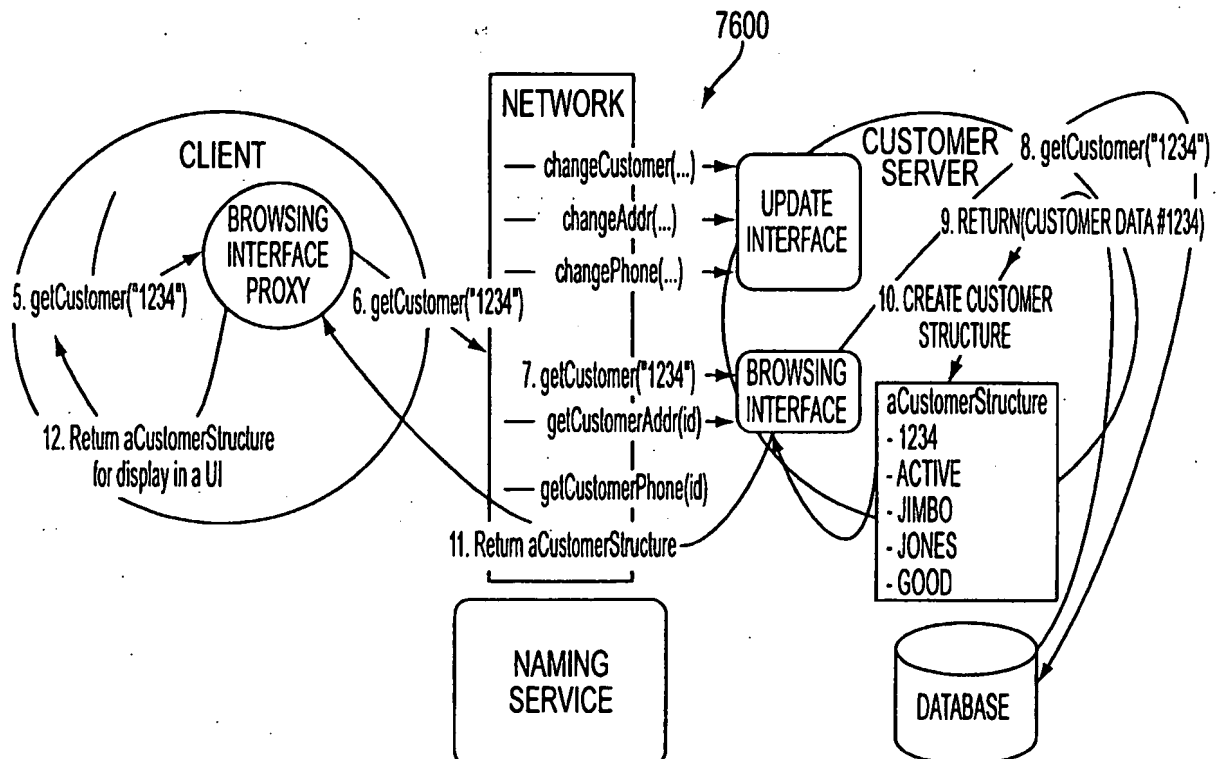 7600
NETWORK
CLIENT
BROWSING
INTERFACE
PROXY
5. getCustomer("1234")
6. getCustomer("1234")
12. Return aCustomerStructure
for display in a UI
changeCustomer(...)
changeAddr(...)
changePhone(...)
7. getCustomer("1234")
getCustomerAddr(id)
getCustomerPhone(id)
11. Return aCustomerStructure
NAMING
SERVICE
CUSTOMER
SERVER
UPDATE
INTERFACE
BROWSING
INTERFACE
8. getCustomer("1234")
9. RETURN(CUSTOMER DATA #1234)
10. CREATE CUSTOMER
STRUCTURE
aCustomerStructure
- 1234
- ACTIVE
- JIMBO
- JONES
- GOOD
DATABASE